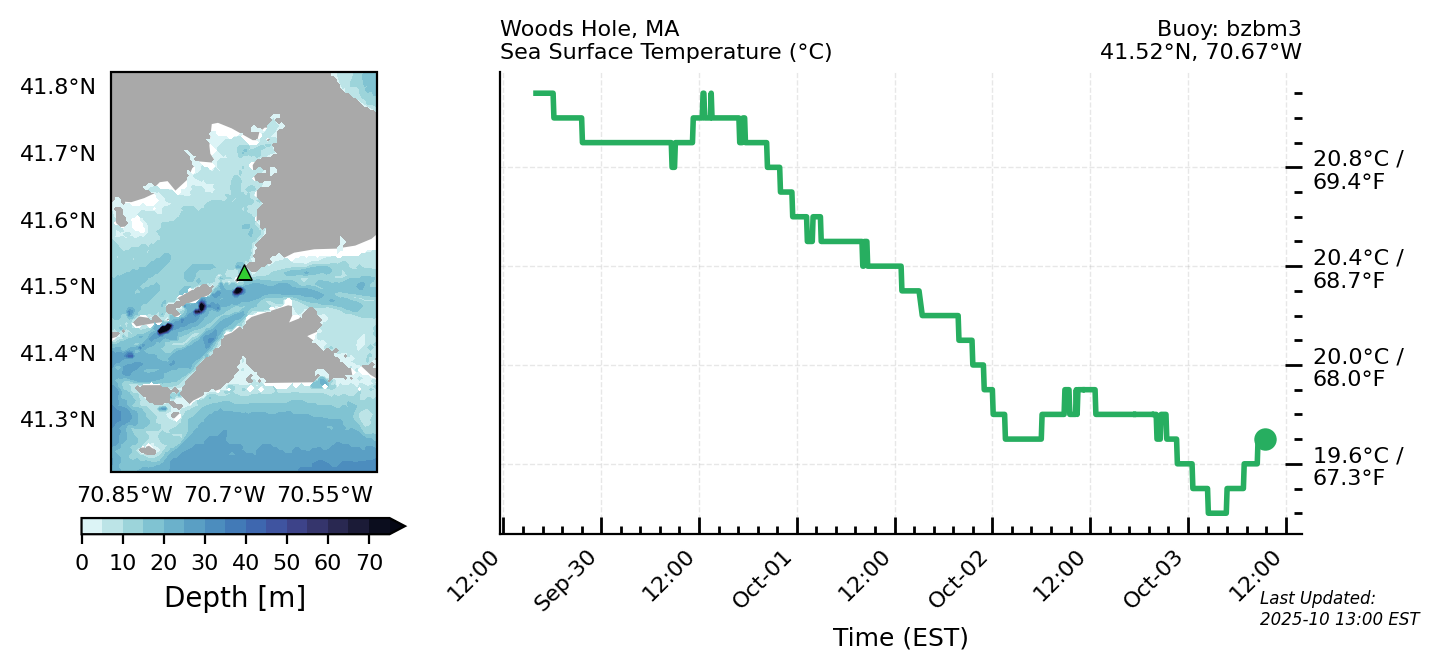 Woods Hole, MA
Sea Surface Temperature (°C)
Buoy: bzbm3
41.52°N, 70.67°W
41.8°N
41.7°N
41.6°N
41.5°N
41.4°N
41.3°N
70.85°W 70.7°W 70.55°W
0 10 20 30 40 50 60 70
Depth [m]
20.8°C /
69.4°F
20.4°C /
68.7°F
20.0°C /
68.0°F
19.6°C /
67.3°F
12:00 Sep-30 12:00 Oct-01 12:00 Oct-02 12:00 Oct-03 12:00
Time (EST)
Last Updated:
2025-10 13:00 EST